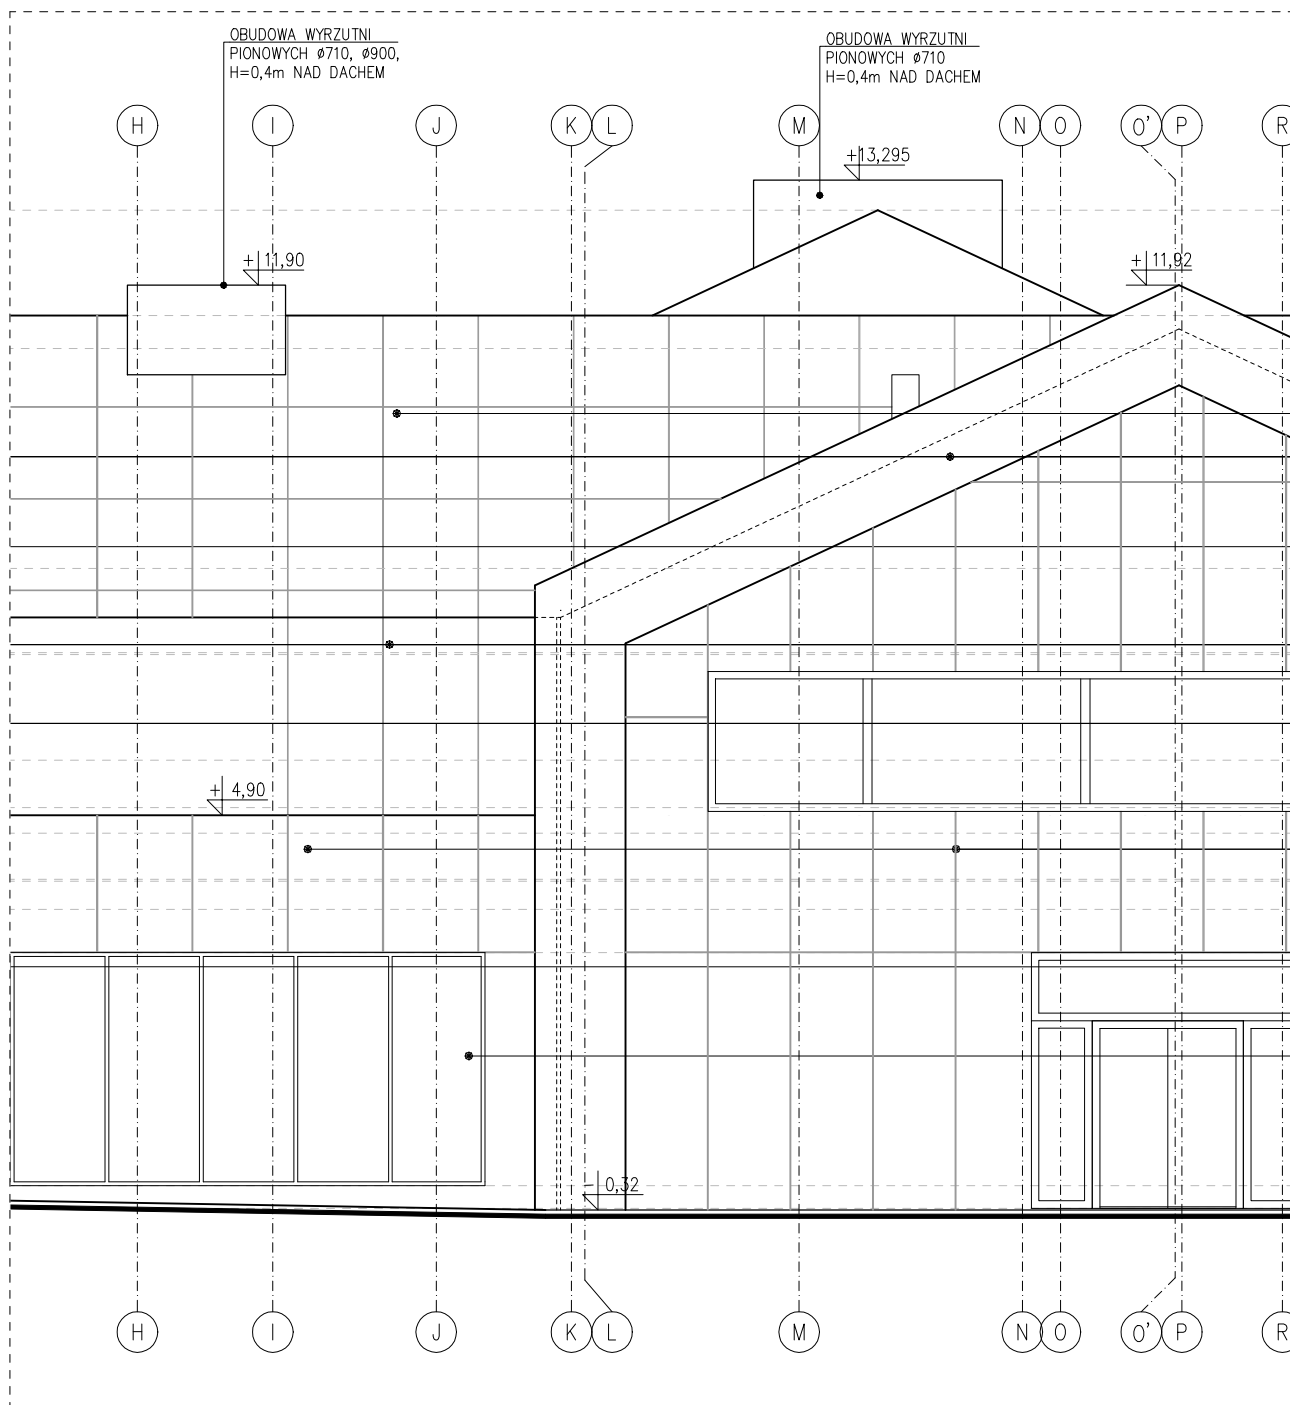 OBUDOWA WYRZUTNI
PIONOWYCH ø710, ø900,
H=0,4m NAD DACHEM
OBUDOWA WYRZUTNI
PIONOWYCH ø710
H=0,4m NAD DACHEM
H I J K L M N O O' P R
+13,295
+ 11,90
+ 11,92
+ 4,90
- 0,32
H I J K L M N O O' P R